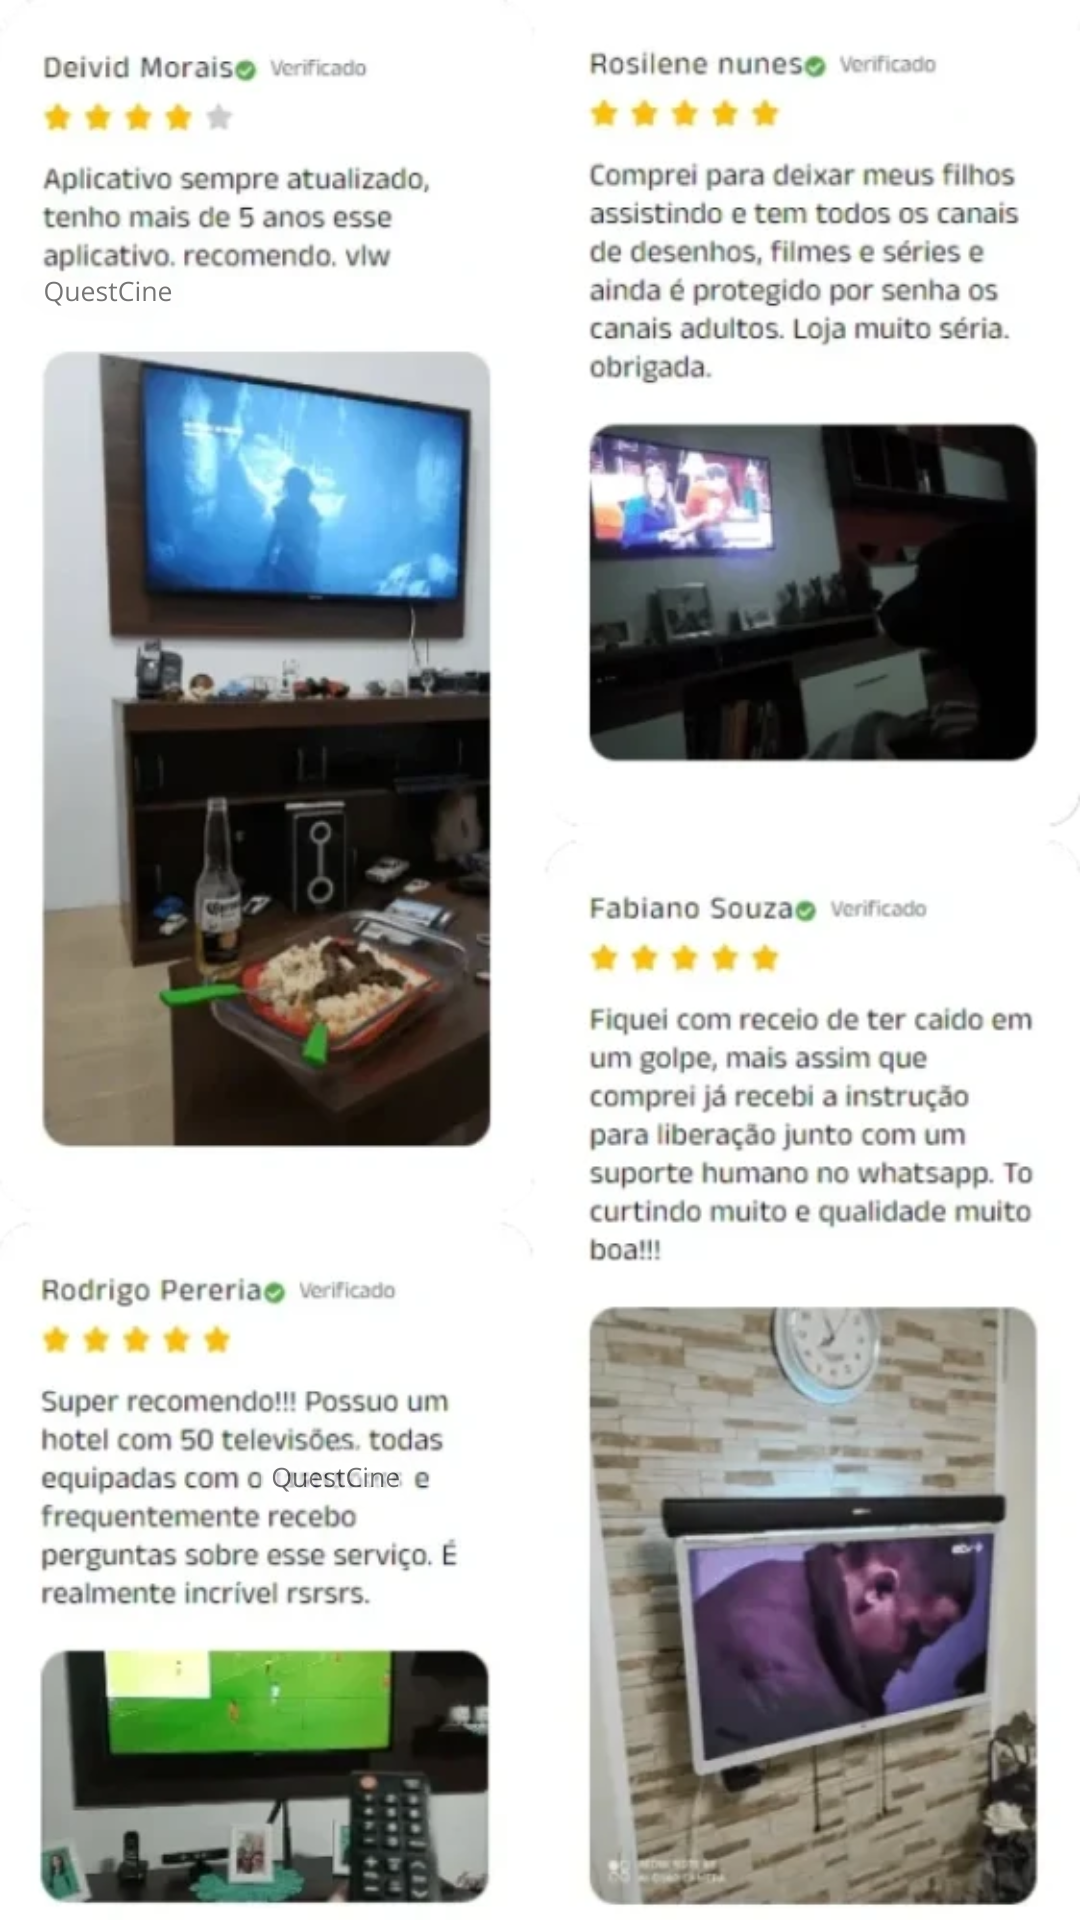 Deivid Morais Verificado
Aplicativo sempre atualizado,
tenho mais de 5 anos esse
aplicativo. recomendo. vlw
QuestCine
Rodrigo Pereria Verificado
Super recomendo!!! Possuo um
hotel com 50 televisões. todas
equipadas com o QuestCine e
frequentemente recebo
perguntas sobre esse serviço. É
realmente incrível rsrsrs.
Rosilene nunes Verificado
Comprei para deixar meus filhos
assistindo e tem todos os canais
de desenhos, filmes e séries e
ainda é protegido por senha os
canais adultos. Loja muito séria.
obrigada.
Fabiano Souza Verificado
Fiquei com receio de ter caido em
um golpe, mais assim que
comprei já recebi a instrução
para liberação junto com um
suporte humano no whatsapp. To
curtindo muito e qualidade muito
boa!!!